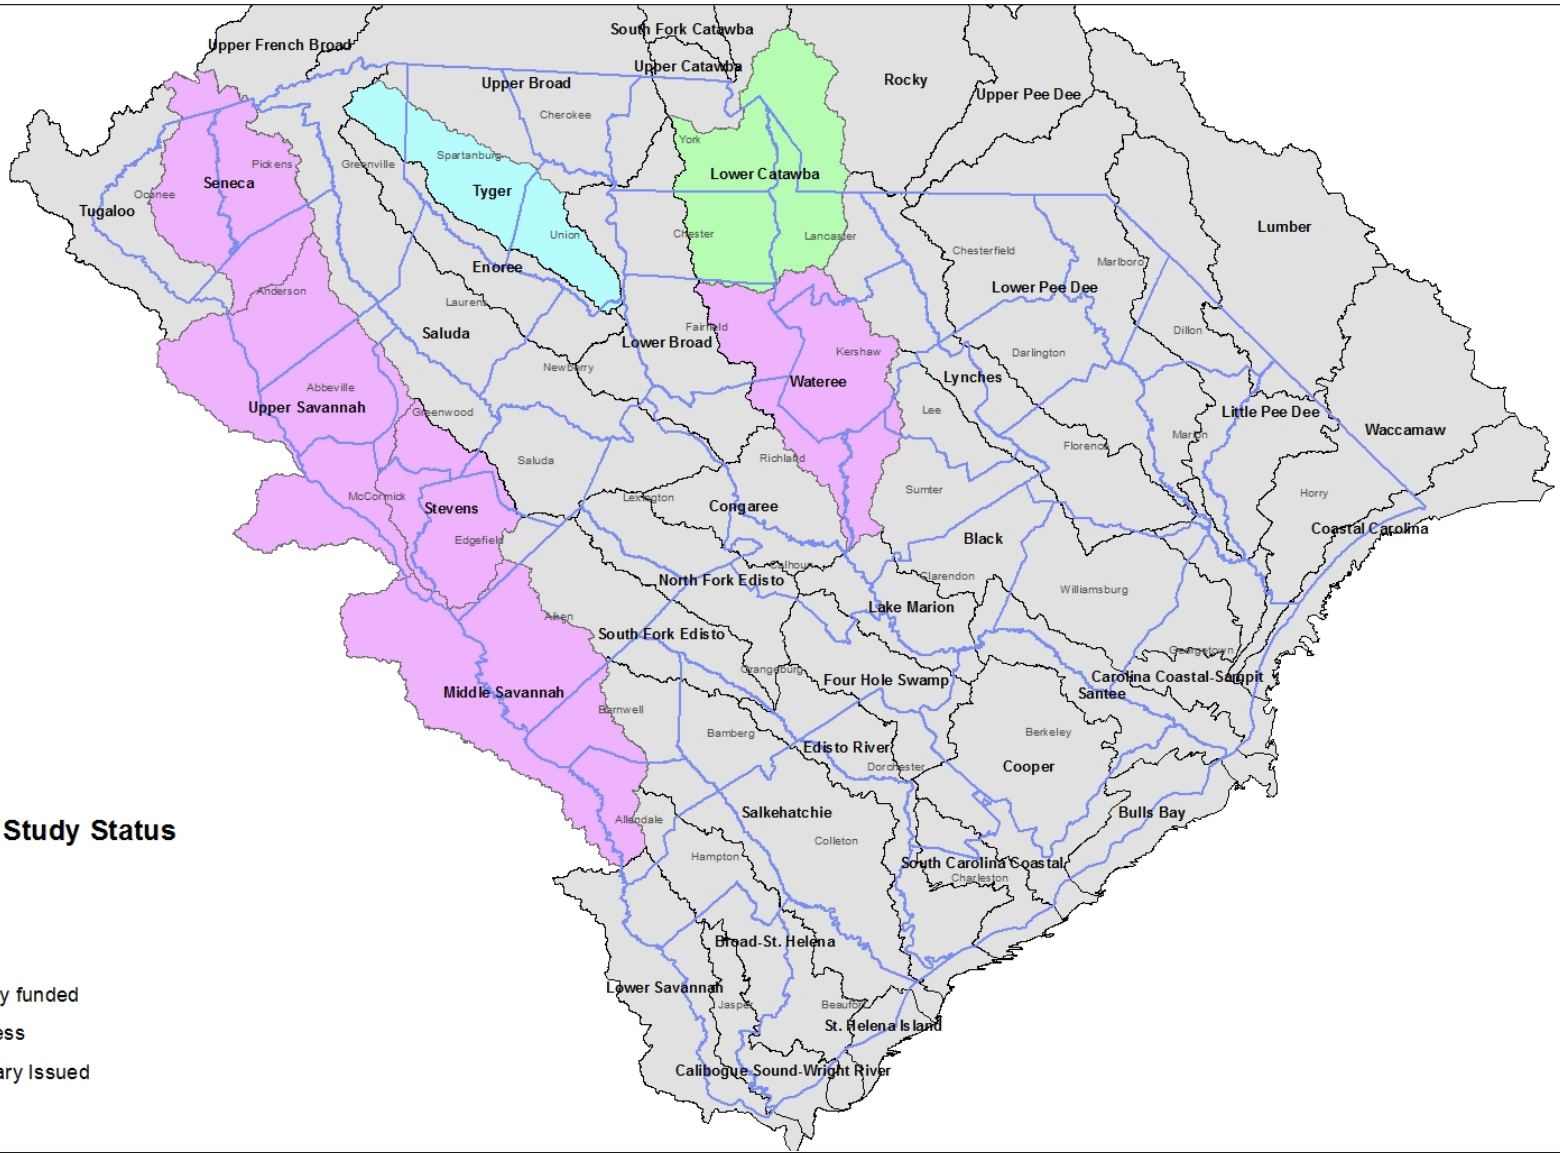 South Fork Catawba
Upper French Broad
Upper Catawba
Rocky
Upper Broad
Upper Pee Dee
Cherokee
York
Spartanburg
Greenville
Pickens
Lower Catawba
Seneca
Tyger
Oconee
Tugaloo
Lumber
Chester
Union
Lancaster
Chesterfield
Marlboro
Enoree
Anderson
Lower Pee Dee
Laurens
Fairfield
Dillon
Saluda
Lower Broad
Kershaw
Darlington
Newberry
Lynches
Wateree
Abbeville
Upper Savannah
Greenwood
Lee
Little Pee Dee
Waccamaw
Marion
Florence
Richland
Saluda
Sumter
Horry
McCormick
Lexington
Stevens
Congaree
Coastal Carolina
Edgefield
Black
Calhoun
North Fork Edisto
Clarendon
Williamsburg
Lake Marion
Aiken
South Fork Edisto
Georgetown
Orangeburg
Four Hole Swamp
Carolina Coastal-Sampit
Middle Savannah
Santee
Barnwell
Bamberg
Berkeley
Edisto River
Dorchester
Cooper
Salkehatchie
Bulls Bay
Allendale
Study Status
Colleton
Hampton
South Carolina Coastal
Charleston
Broad-St. Helena
Lower Savannah
y funded
Jasper
Beaufort
St. Helena Island
ess
Calibogue Sound-Wright River
ary Issued